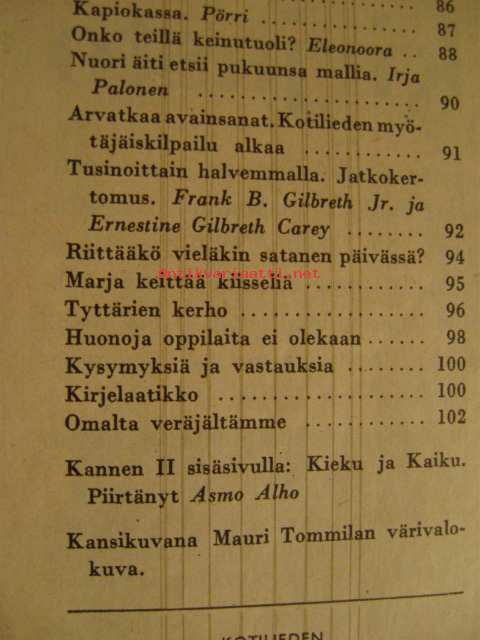 86
Kapiokassa. Pörri ............... 87
Onko teillä keinutuoli? Eleonoora .. 88
Nuori äiti etsii pukuunsa mallia. Irja
Palonen ..................... 90
Arvatkaa avainsanat. Kotilieden myö-
täjäiskilpailu alkaa ............ 91
Tusinoittain halvemmalla. Jatkoker-
tomus. Frank B. Gilbreth Jr. ja
Ernestine Gilbreth Carey ........ 92
Riittääkö vieläkin satanen päivässä? 94
antikvariaatti.net
Marja keittää kiisseliä ............ 95
Tyttärien kerho .................. 96
Huonoja oppilaita ei olekaan ...... 98
Kysymyksiä ja vastauksia ........ 100
Kirjelaatikko .................. 100
Omalta veräjältämme ............ 102
Kannen II sisäsivulla: Kieku ja Kaiku.
Piirtänyt Asmo Alho
Kansikuvana Mauri Tommilan värivalo-
kuva.
KOTILIEDEN